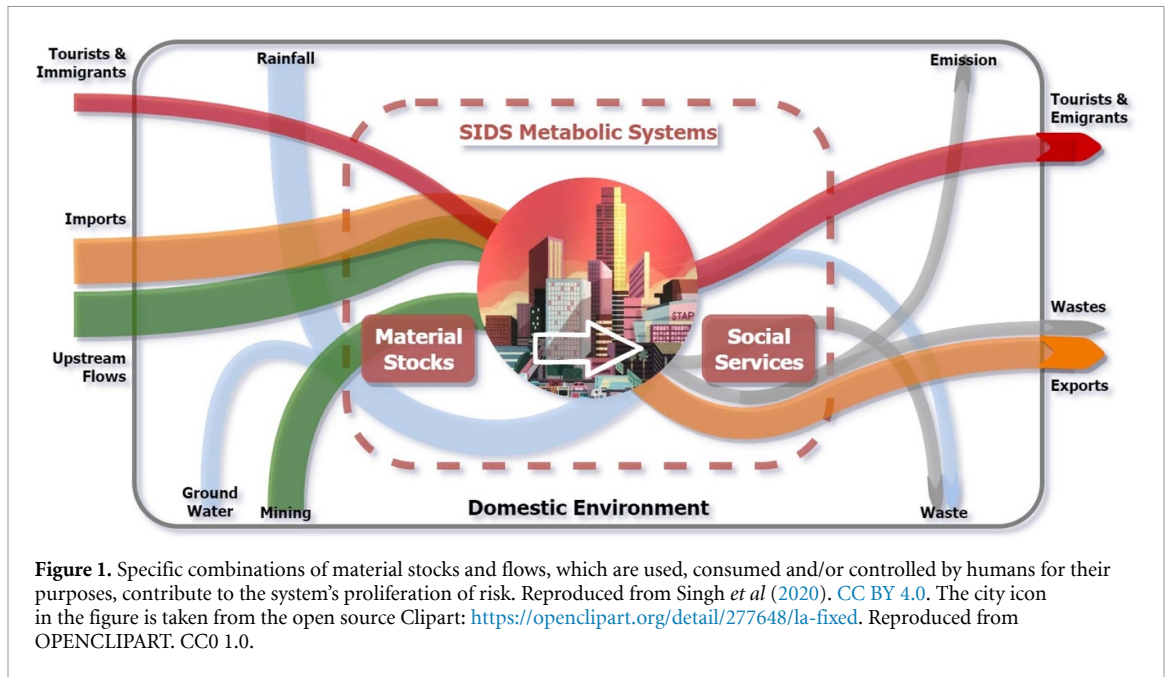 Tourists &
Immigrants
Rainfall
Emission
Tourists &
Emigrants
SIDS Metabolic Systems
Imports
STAP
Wastes
Material
Stocks
Social
Services
Upstream
Flows
Exports
Ground
Water
Mining
Domestic Environment
Waste
Figure 1. Specific combinations of material stocks and flows, which are used, consumed and/or controlled by humans for their
purposes, contribute to the system's proliferation of risk. Reproduced from Singh et al (2020). CC BY 4.0. The city icon
in the figure is taken from the open source Clipart: https://openclipart.org/detail/277648/la-fixed. Reproduced from
OPENCLIPART. CC0 1.0.